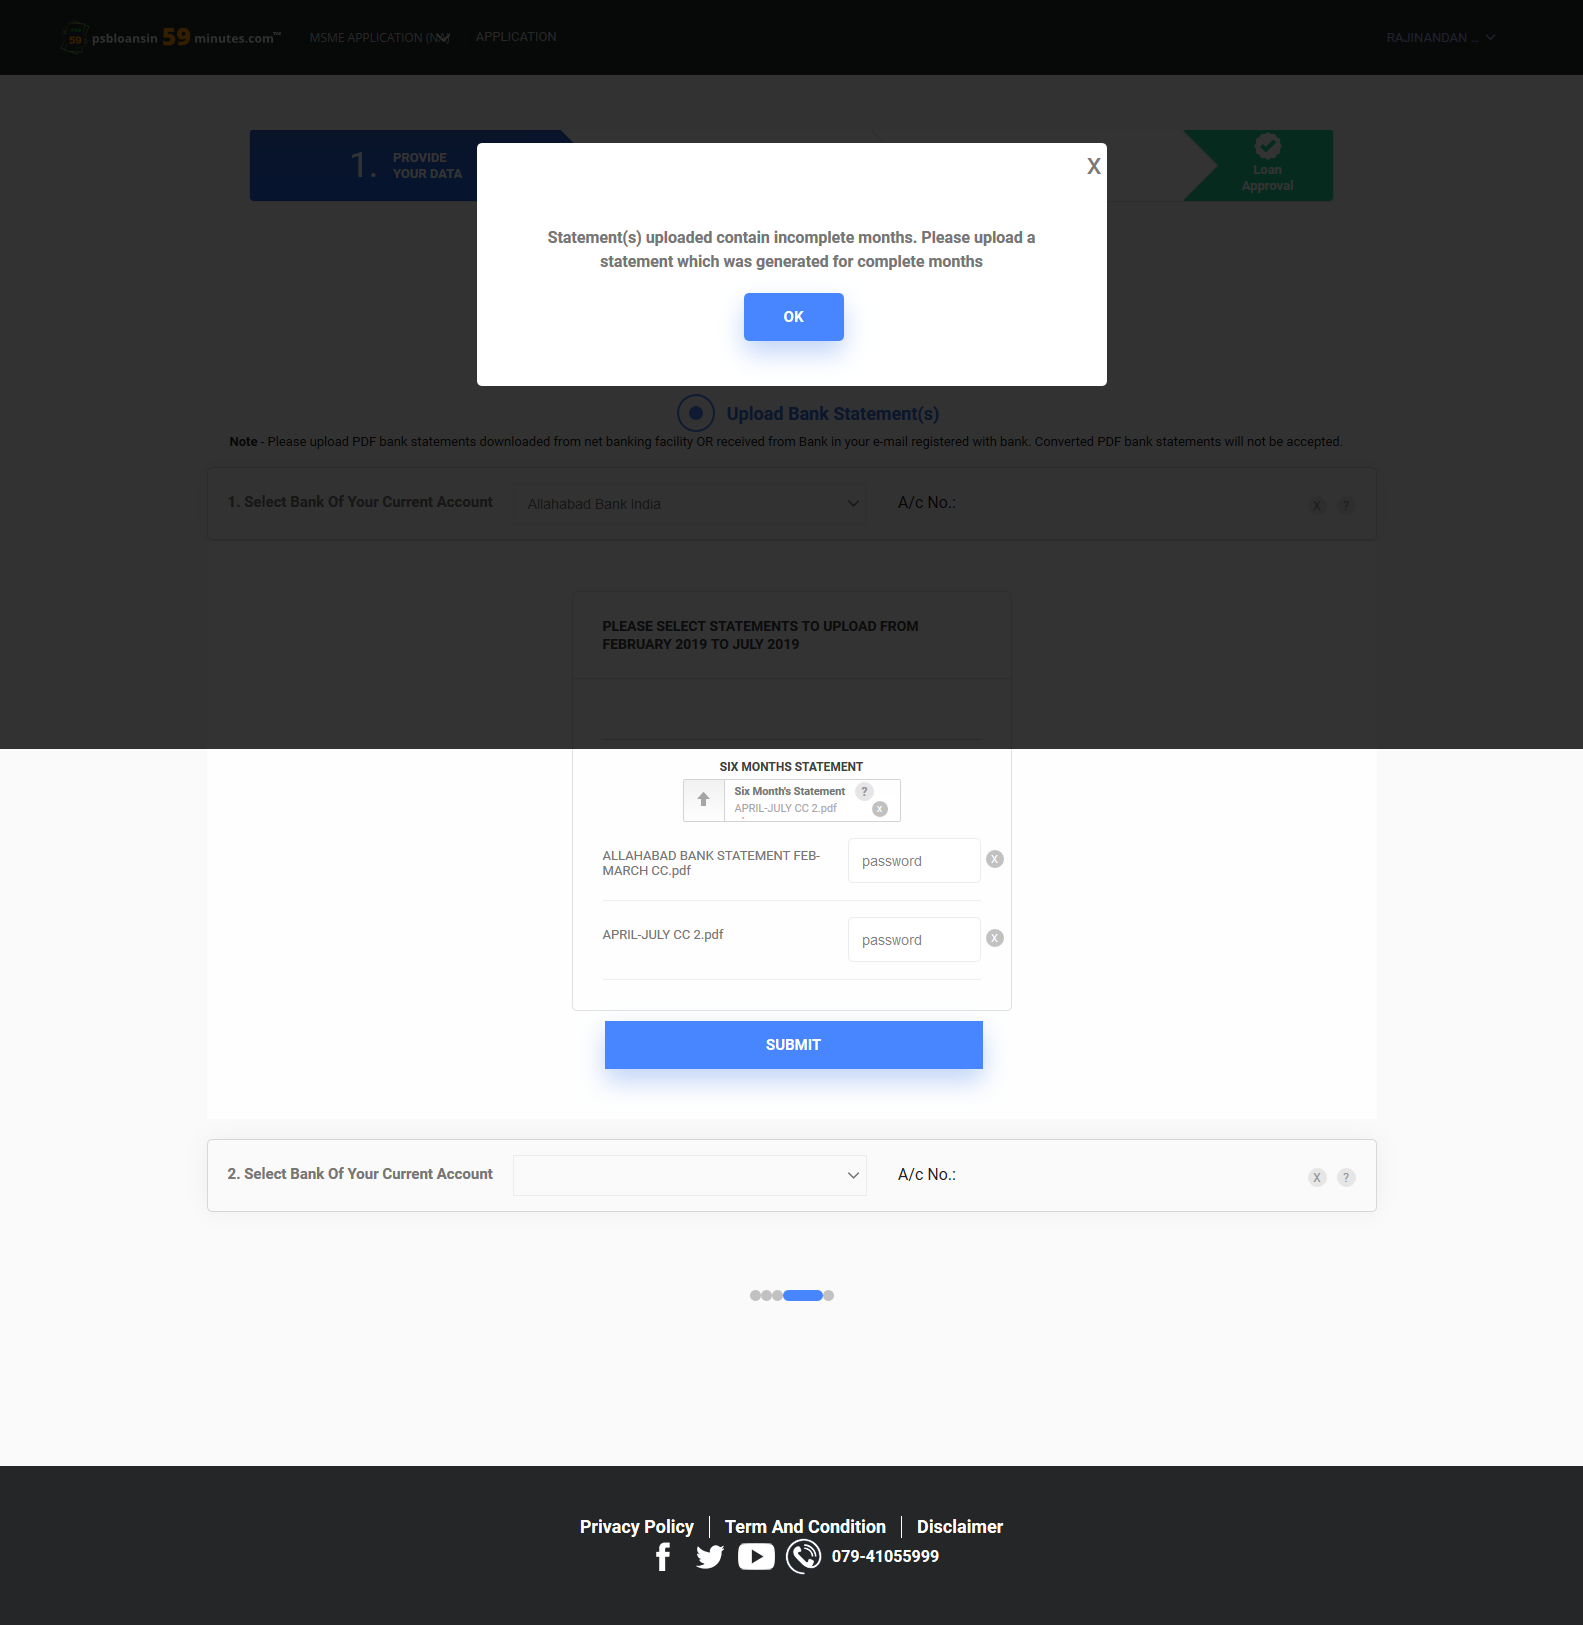 psbloansin 59 minutes.com™
MSME APPLICATION
APPLICATION
RAJINANDAN ...
1. PROVIDE
YOUR DATA
Loan
Approval
X
Statement(s) uploaded contain incomplete months. Please upload a
statement which was generated for complete months
OK
Upload Bank Statement(s)
Note - Please upload PDF bank statements downloaded from net banking facility OR received from Bank in your e-mail registered with bank. Converted PDF bank statements will not be accepted.
1. Select Bank Of Your Current Account
Allahabad Bank India
A/c No.:
X ?
PLEASE SELECT STATEMENTS TO UPLOAD FROM
FEBRUARY 2019 TO JULY 2019
SIX MONTHS STATEMENT
Six Month's Statement ?
APRIL-JULY CC 2.pdf X
ALLAHABAD BANK STATEMENT FEB-
MARCH CC.pdf
password
X
APRIL-JULY CC 2.pdf
password
X
SUBMIT
2. Select Bank Of Your Current Account
A/c No.:
X ?
Privacy Policy | Term And Condition | Disclaimer
079-41055999